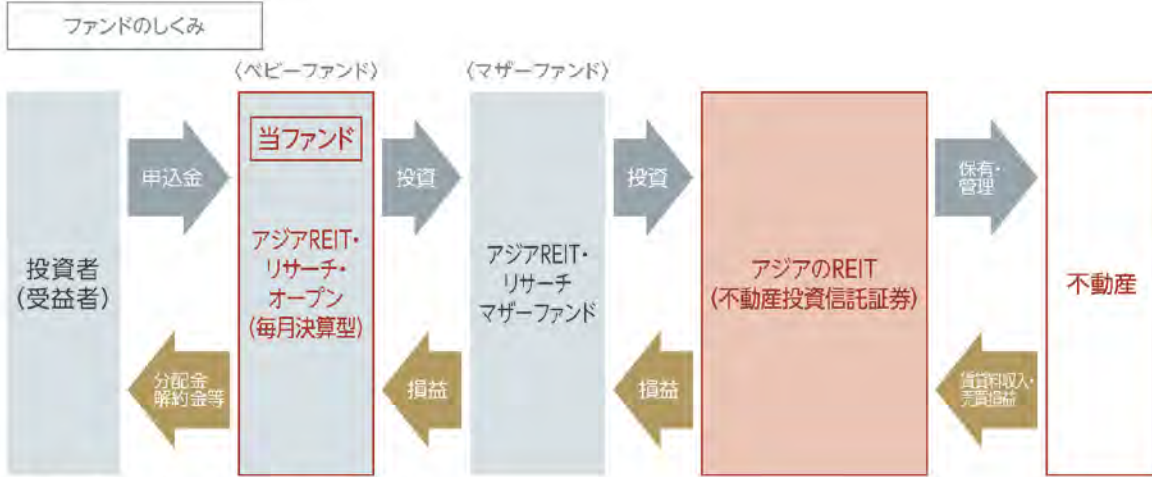 ファンドのしくみ
〈ベビーファンド〉
〈マザーファンド〉
投資者
(受益者)
申込金
分配金
解約金等
当ファンド
アジアREIT・
リサーチ・
オープン
(毎月決算型)
投資
損益
アジアREIT・
リサーチ
マザーファンド
投資
損益
アジアのREIT
(不動産投資信託証券)
保有・
管理
賃貸料収入・
売買損益
不動産